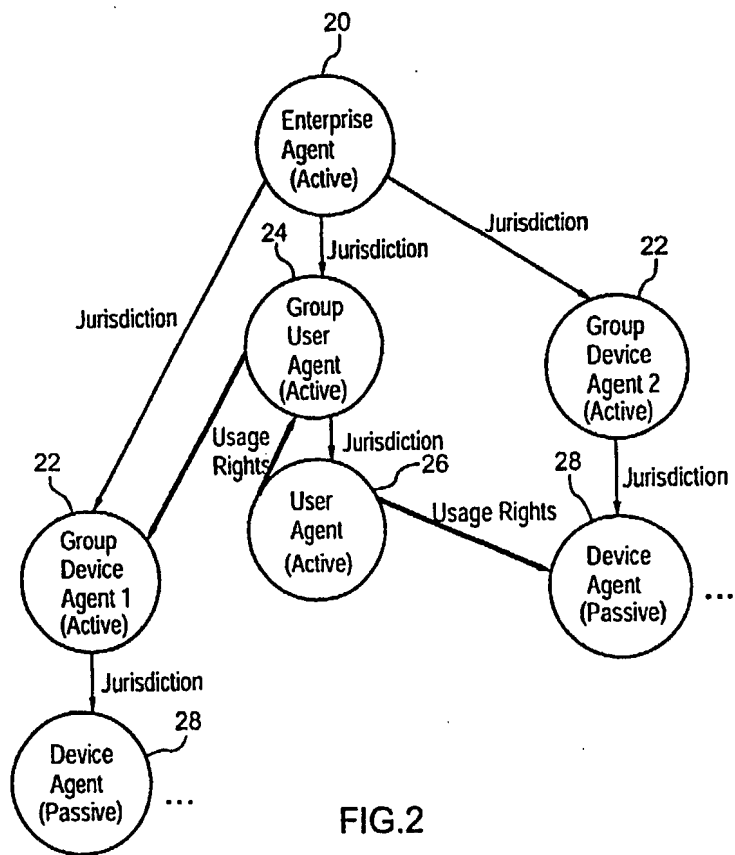 20
Enterprise
Agent
(Active)
Jurisdiction
Jurisdiction
Jurisdiction
24
Group
User
Agent
(Active)
22
Group
Device
Agent 2
(Active)
Usage
Rights
Jurisdiction
26
User
Agent
(Active)
Usage Rights
Jurisdiction
28
Device
Agent
(Passive)
...
22
Group
Device
Agent 1
(Active)
Jurisdiction
28
Device
Agent
(Passive)
...
FIG.2